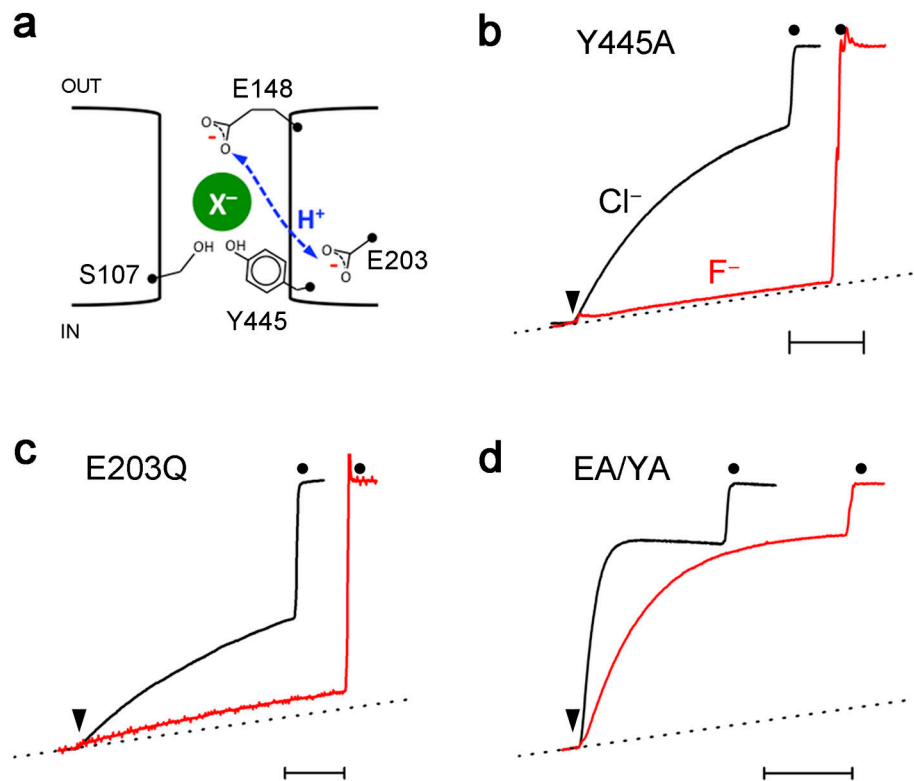 a
OUT
E148
O
O
-
X⁻
H⁺
OH
OH
O
O
-
E203
S107
Y445
IN
b
Y445A
Cl⁻
F⁻
c
E203Q
d
EA/YA